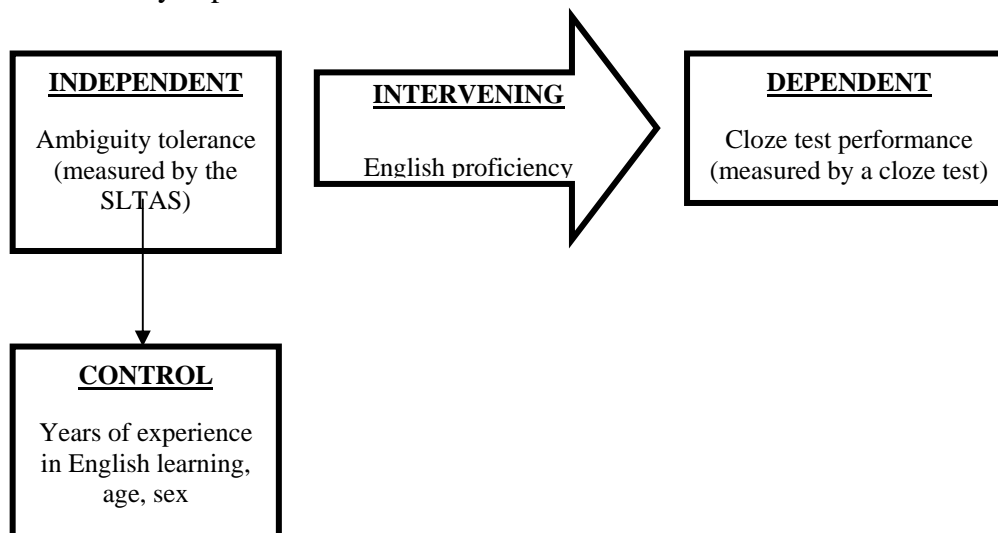 INDEPENDENT
Ambiguity tolerance
(measured by the
SLTAS)
INTERVENING
English proficiency
DEPENDENT
Cloze test performance
(measured by a cloze test)
CONTROL
Years of experience
in English learning,
age, sex